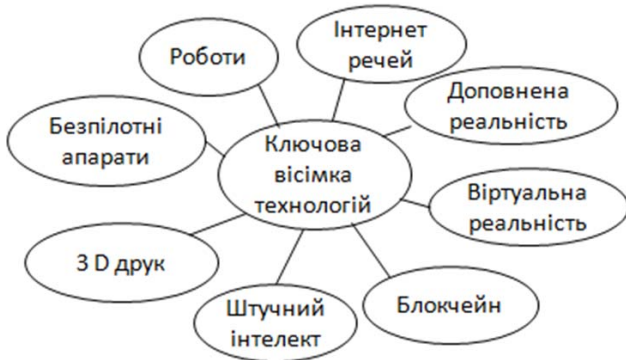 Інтернет
речей
Роботи
Доповнена
реальність
Безпілотні
апарати
Ключова
вісімка
технологій
Віртуальна
реальність
3 D друк
Штучний
інтелект
Блокчейн